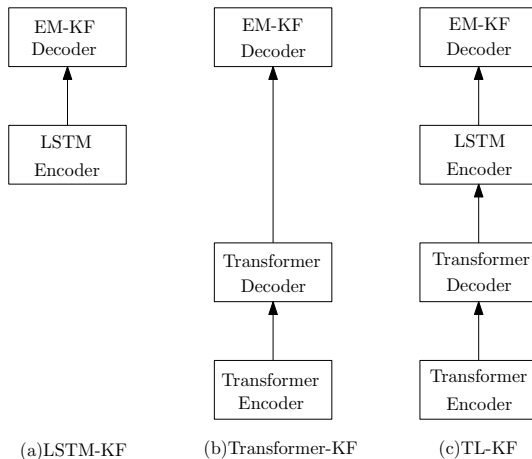 EM-KF
Decoder
LSTM
Encoder
(a)LSTM-KF
EM-KF
Decoder
Transformer
Decoder
Transformer
Encoder
(b)Transformer-KF
EM-KF
Decoder
LSTM
Encoder
Transformer
Decoder
Transformer
Encoder
(c)TL-KF